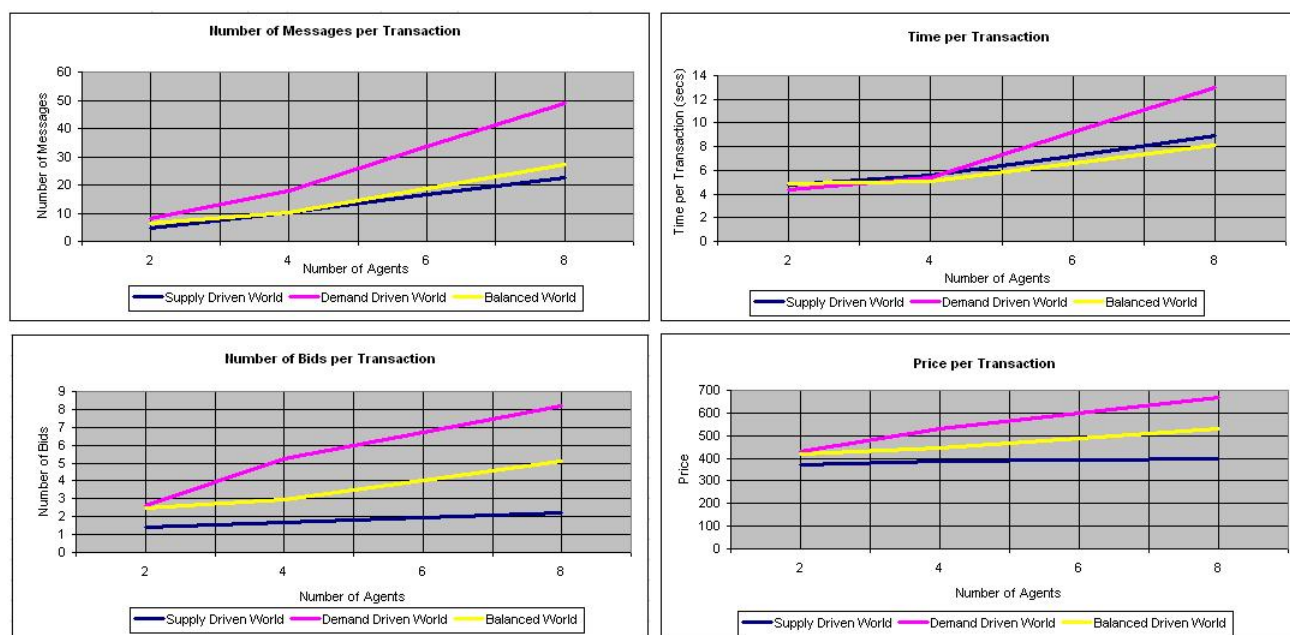 Number of Messages per Transaction
60
50
40
30
20
10
0
Number of Messages
2 4 6 8
Number of Agents
Supply Driven World Demand Driven World Balanced World
Time per Transaction
14
12
10
8
6
4
2
0
Time per Transaction (secs)
2 4 6 8
Number of Agents
Supply Driven World Demand Driven World Balanced World
Number of Bids per Transaction
9
8
7
6
5
4
3
2
1
0
Number of Bids
2 4 6 8
Number of Agents
Supply Driven World Demand Driven World Balanced World
Price per Transaction
700
600
500
400
300
200
100
0
Price
2 4 6 8
Number of Agents
Supply Driven World Demand Driven World Balanced Driven World